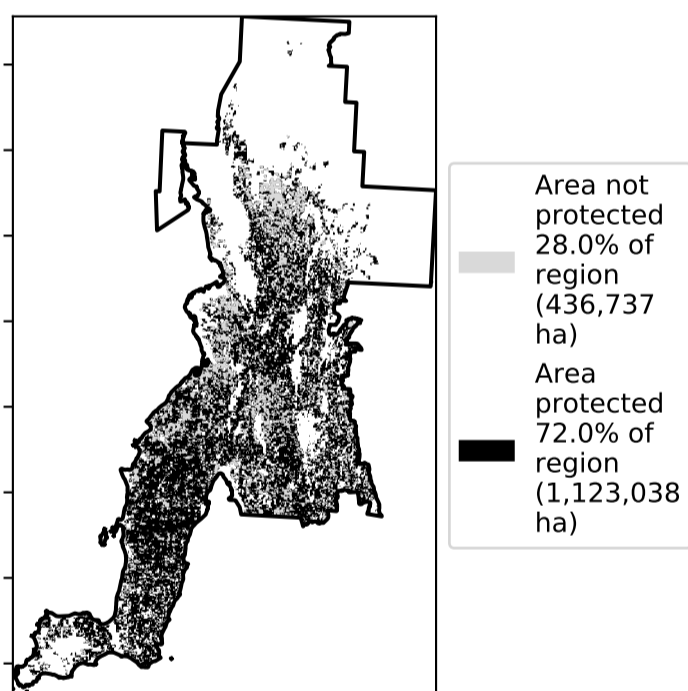 Area not
protected
28.0% of
region
(436,737
ha)
Area
protected
72.0% of
region
(1,123,038
ha)